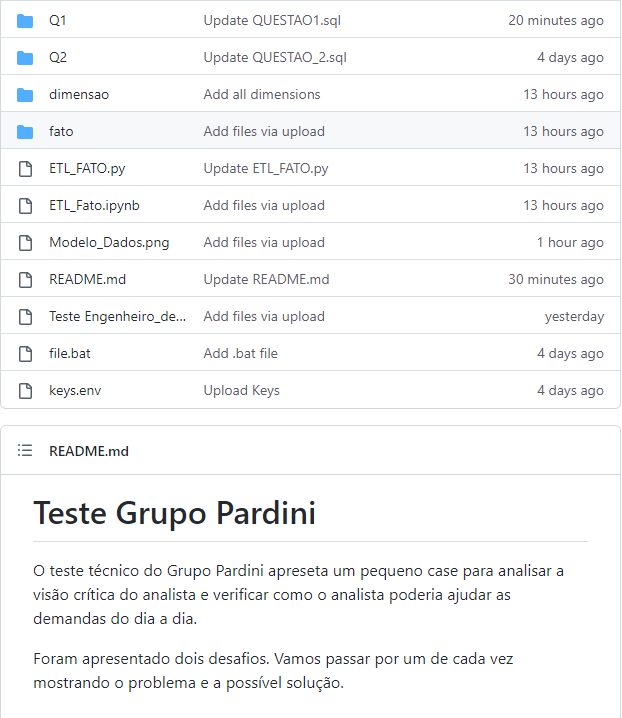 Q1 Update QUESTAO1.sql 20 minutes ago
Q2 Update QUESTAO_2.sql 4 days ago
dimensao Add all dimensions 13 hours ago
fato Add files via upload 13 hours ago
ETL_FATO.py Update ETL_FATO.py 13 hours ago
ETL_Fato.ipynb Add files via upload 13 hours ago
Modelo_Dados.png Add files via upload 1 hour ago
README.md Update README.md 30 minutes ago
Teste Engenheiro_de... Add files via upload yesterday
file.bat Add .bat file 4 days ago
keys.env Upload Keys 4 days ago
README.md
Teste Grupo Pardini
O teste técnico do Grupo Pardini apreseta um pequeno case para analisar a
visão crítica do analista e verificar como o analista poderia ajudar as
demandas do dia a dia.
Foram apresentado dois desafios. Vamos passar por um de cada vez
mostrando o problema e a possível solução.